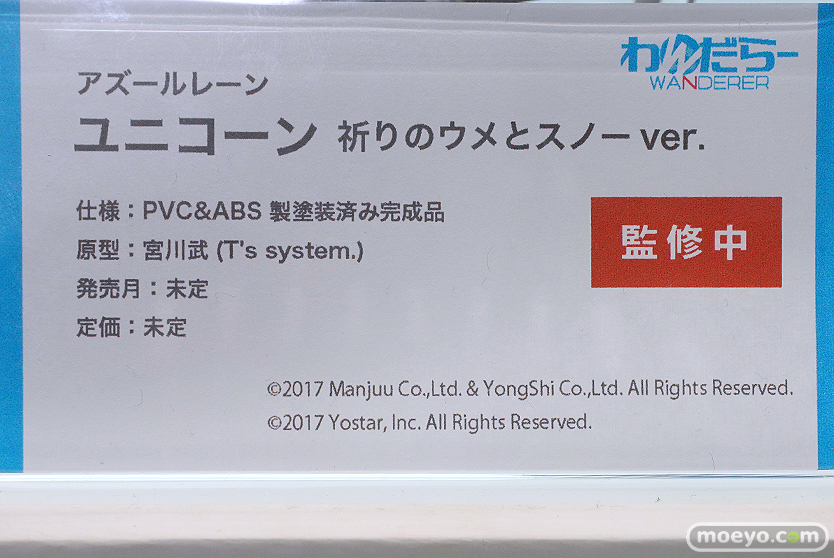 わんだらー
WANDERER
アズールレーン
ユニコーン 祈りのウメとスノー ver.
仕様：PVC&ABS 製塗装済み完成品
原型：宮川武 (T's system.)
発売月：未定
定価：未定
監修中
©2017 Manjuu Co.,Ltd. & YongShi Co.,Ltd. All Rights Reserved.
©2017 Yostar, Inc. All Rights Reserved.
moeyo.com